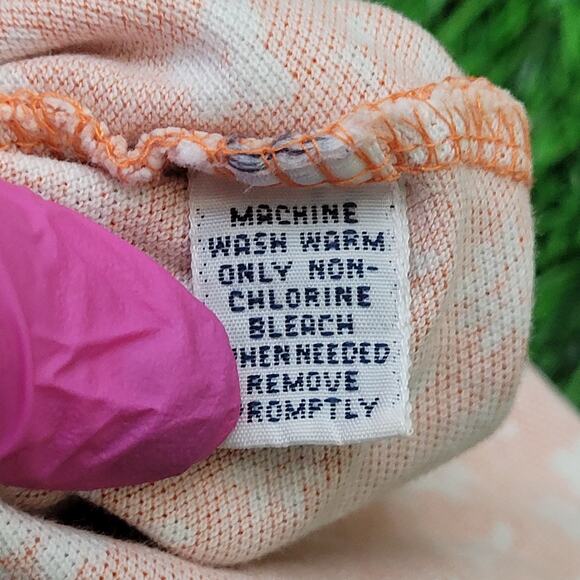 MACHINE
WASH WARM
ONLY NON-
CHLORINE
BLEACH
WHEN NEEDED
REMOVE
PROMPTLY